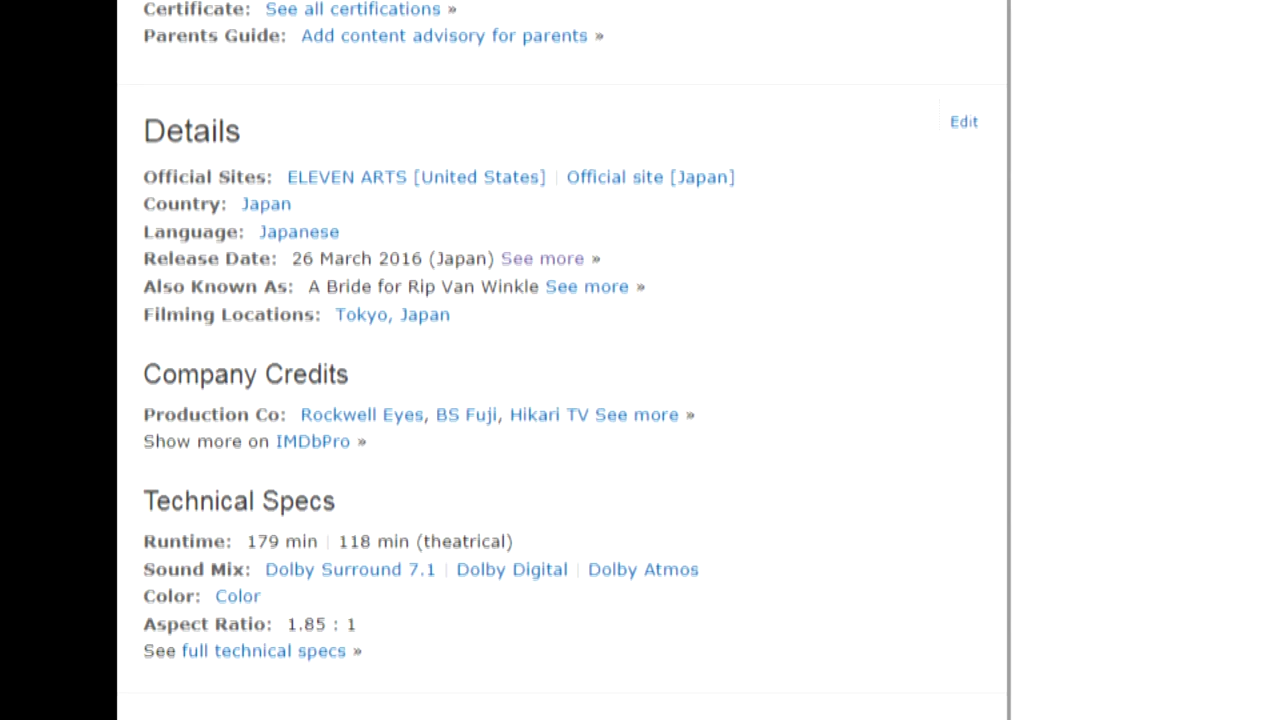 Certificate: See all certifications »
Parents Guide: Add content advisory for parents »
Details
Edit
Official Sites: ELEVEN ARTS [United States] | Official site [Japan]
Country: Japan
Language: Japanese
Release Date: 26 March 2016 (Japan) See more »
Also Known As: A Bride for Rip Van Winkle See more »
Filming Locations: Tokyo, Japan
Company Credits
Production Co: Rockwell Eyes, BS Fuji, Hikari TV See more »
Show more on IMDbPro »
Technical Specs
Runtime: 179 min | 118 min (theatrical)
Sound Mix: Dolby Surround 7.1 | Dolby Digital | Dolby Atmos
Color: Color
Aspect Ratio: 1.85 : 1
See full technical specs »